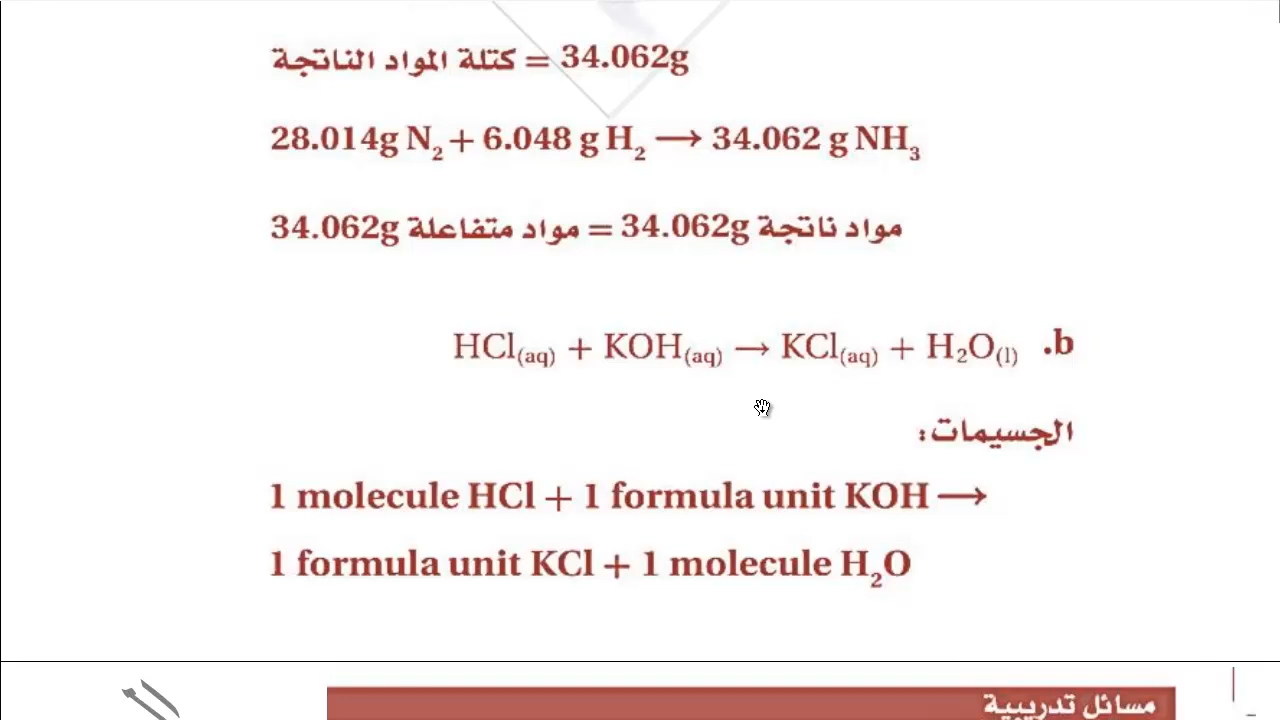 كتلة المواد الناتجة = 34.062g
28.014g N₂ + 6.048 g H₂ ⟶ 34.062 g NH₃
34.062g مواد متفاعلة = 34.062g مواد ناتجة
.b HCl(aq) + KOH(aq) → KCl(aq) + H₂O(l)
الجسيمات:
1 molecule HCl + 1 formula unit KOH ⟶
1 formula unit KCl + 1 molecule H₂O
مسائل تدريبية